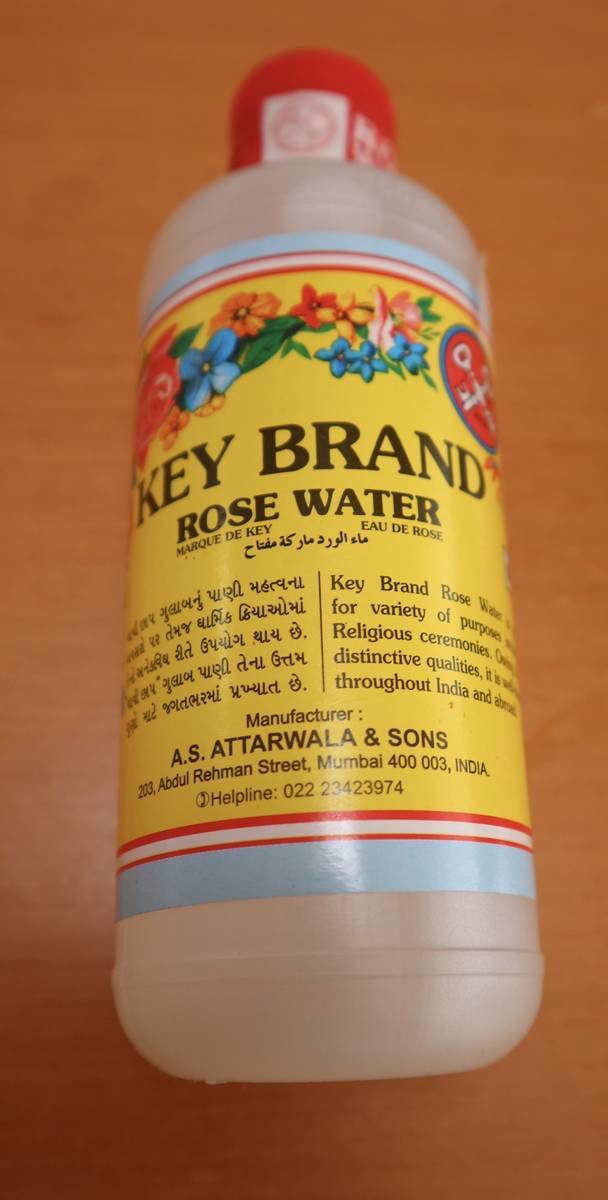 KEY BRAND
ROSE WATER
MARQUE DE KEY
EAU DE ROSE
ماء الورد ماركة مفتاح
છાપ ગુલાબનું પાણી મહત્વના
પર તેમજ ધાર્મિક ક્રિયાઓમાં
અનેકવિધ રીતે ઉપયોગ થાય છે.
છાપ" ગુલાબ પાણી તેના ઉત્તમ
માટે જગતભરમાં પ્રખ્યાત છે.
Key Brand Rose Water
for variety of purposes
Religious ceremonies.
distinctive qualities, it is
throughout India and abroad
Manufacturer :
A.S. ATTARWALA & SONS
203, Abdul Rehman Street, Mumbai 400 003, INDIA.
Helpline: 022 23423974